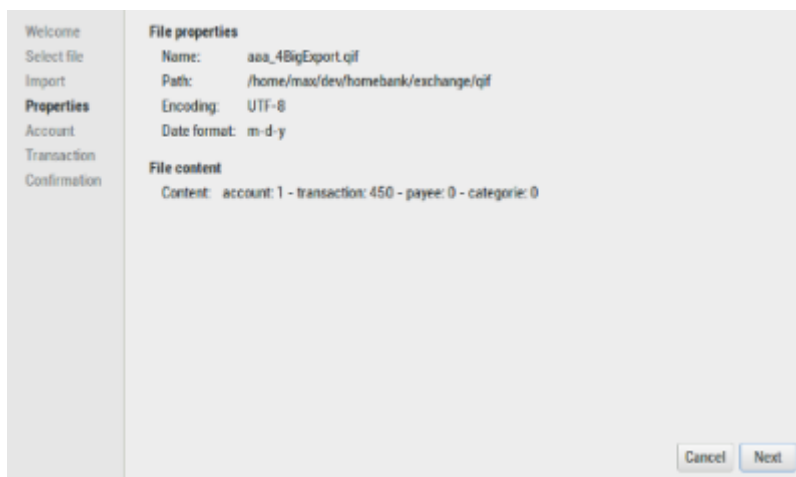 Welcome
Select file
Import
Properties
Account
Transaction
Confirmation
File properties
Name: aaa_4BigExport.qif
Path: /home/max/dev/homebank/exchange/qif
Encoding: UTF-8
Date format: m-d-y
File content
Content: account: 1 - transaction: 450 - payee: 0 - categorie: 0
Cancel Next